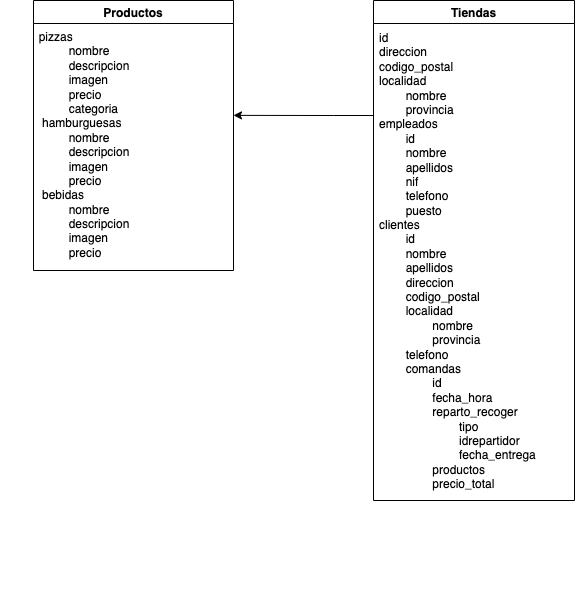 Productos
pizzas
nombre
descripcion
imagen
precio
categoria
hamburguesas
nombre
descripcion
imagen
precio
bebidas
nombre
descripcion
imagen
precio
Tiendas
id
direccion
codigo_postal
localidad
nombre
provincia
empleados
id
nombre
apellidos
nif
telefono
puesto
clientes
id
nombre
apellidos
direccion
codigo_postal
localidad
nombre
provincia
telefono
comandas
id
fecha_hora
reparto_recoger
tipo
idrepartidor
fecha_entrega
productos
precio_total